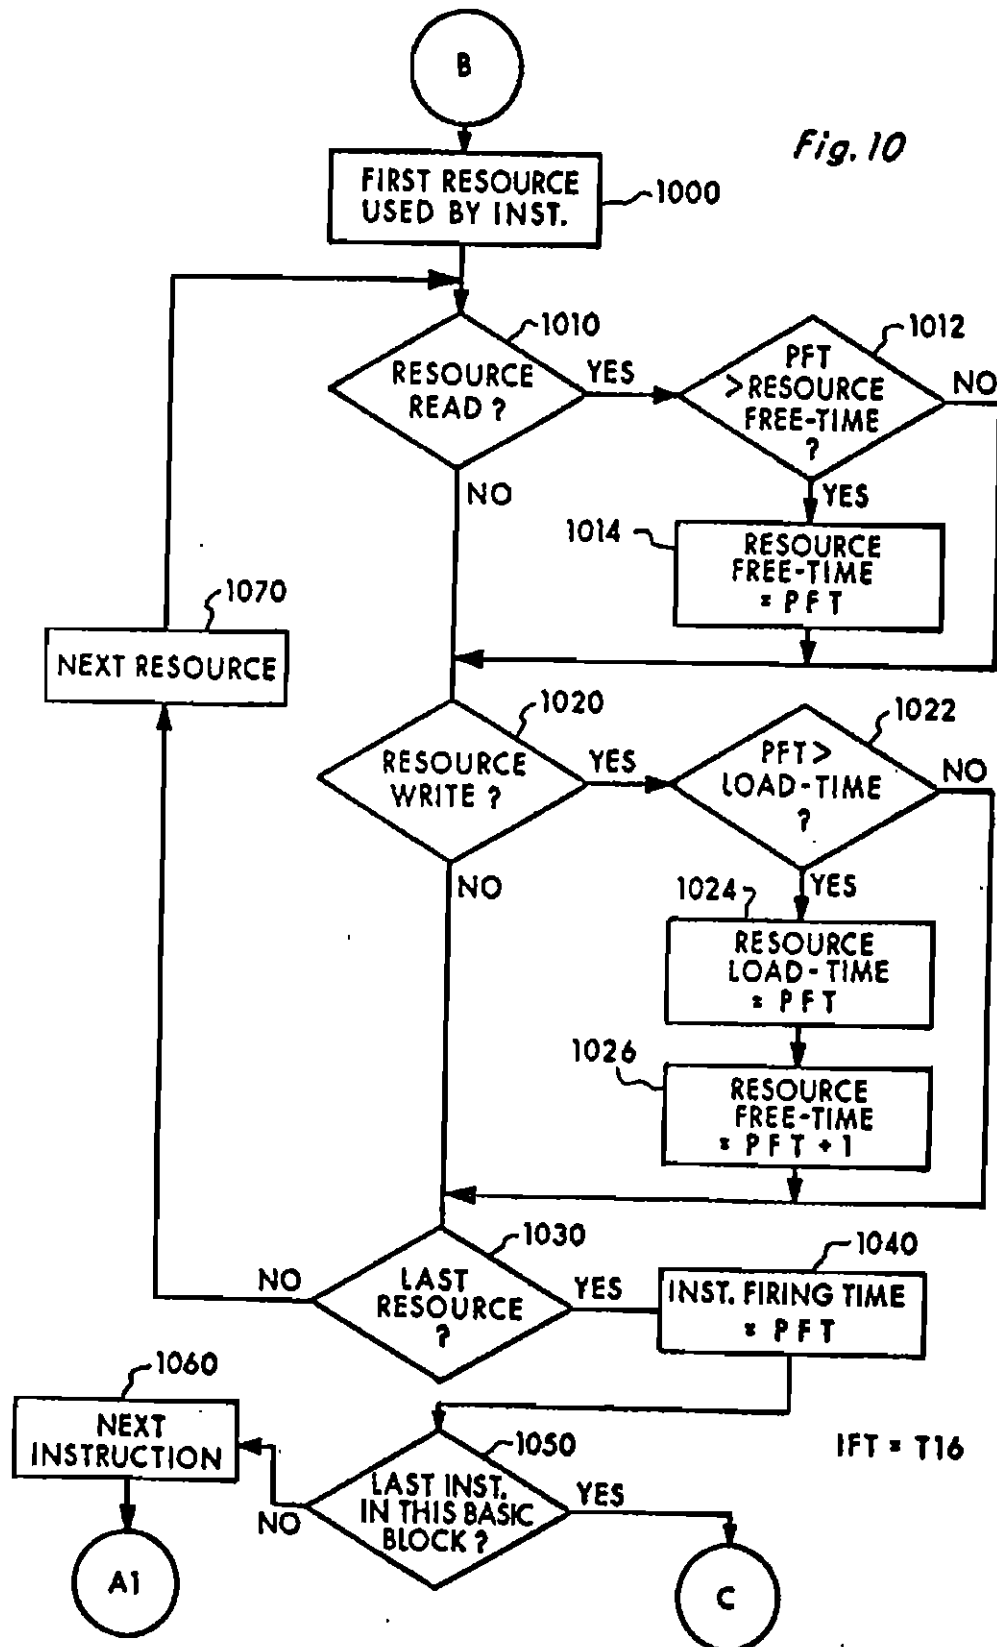 B
Fig. 10
FIRST RESOURCE
USED BY INST.
1000
1010
RESOURCE
READ ?
YES
NO
1012
PFT
> RESOURCE
FREE-TIME
?
NO
YES
1014
RESOURCE
FREE-TIME
= PFT
1070
NEXT RESOURCE
1020
RESOURCE
WRITE ?
YES
NO
1022
PFT >
LOAD-TIME
?
NO
YES
1024
RESOURCE
LOAD-TIME
= PFT
1026
RESOURCE
FREE-TIME
= PFT + 1
1030
LAST
RESOURCE
?
NO
YES
1040
INST. FIRING TIME
= PFT
1060
NEXT
INSTRUCTION
1050
LAST INST.
IN THIS BASIC
BLOCK ?
NO
YES
IFT = T16
A1
C